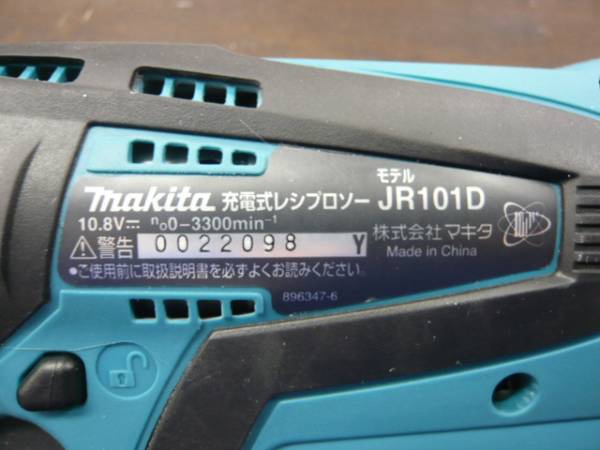 makita 充電式レシプロソー モデル JR101D
10.8V⎓ n₀0-3300min⁻¹
⚠警告 0022098 Y 株式会社マキタ
Made in China
●ご使用前に取扱説明書を必ずよくお読みください。
896347-6